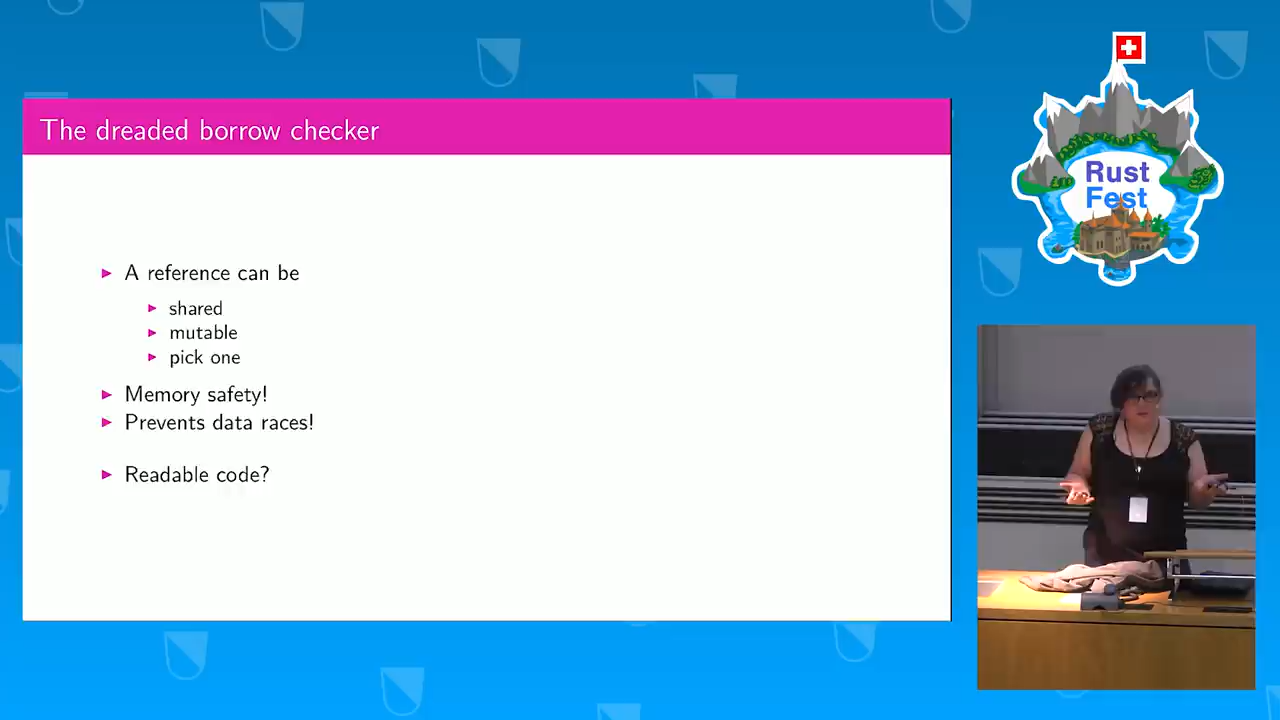 The dreaded borrow checker
A reference can be
shared
mutable
pick one
Memory safety!
Prevents data races!
Readable code?
Rust
Fest